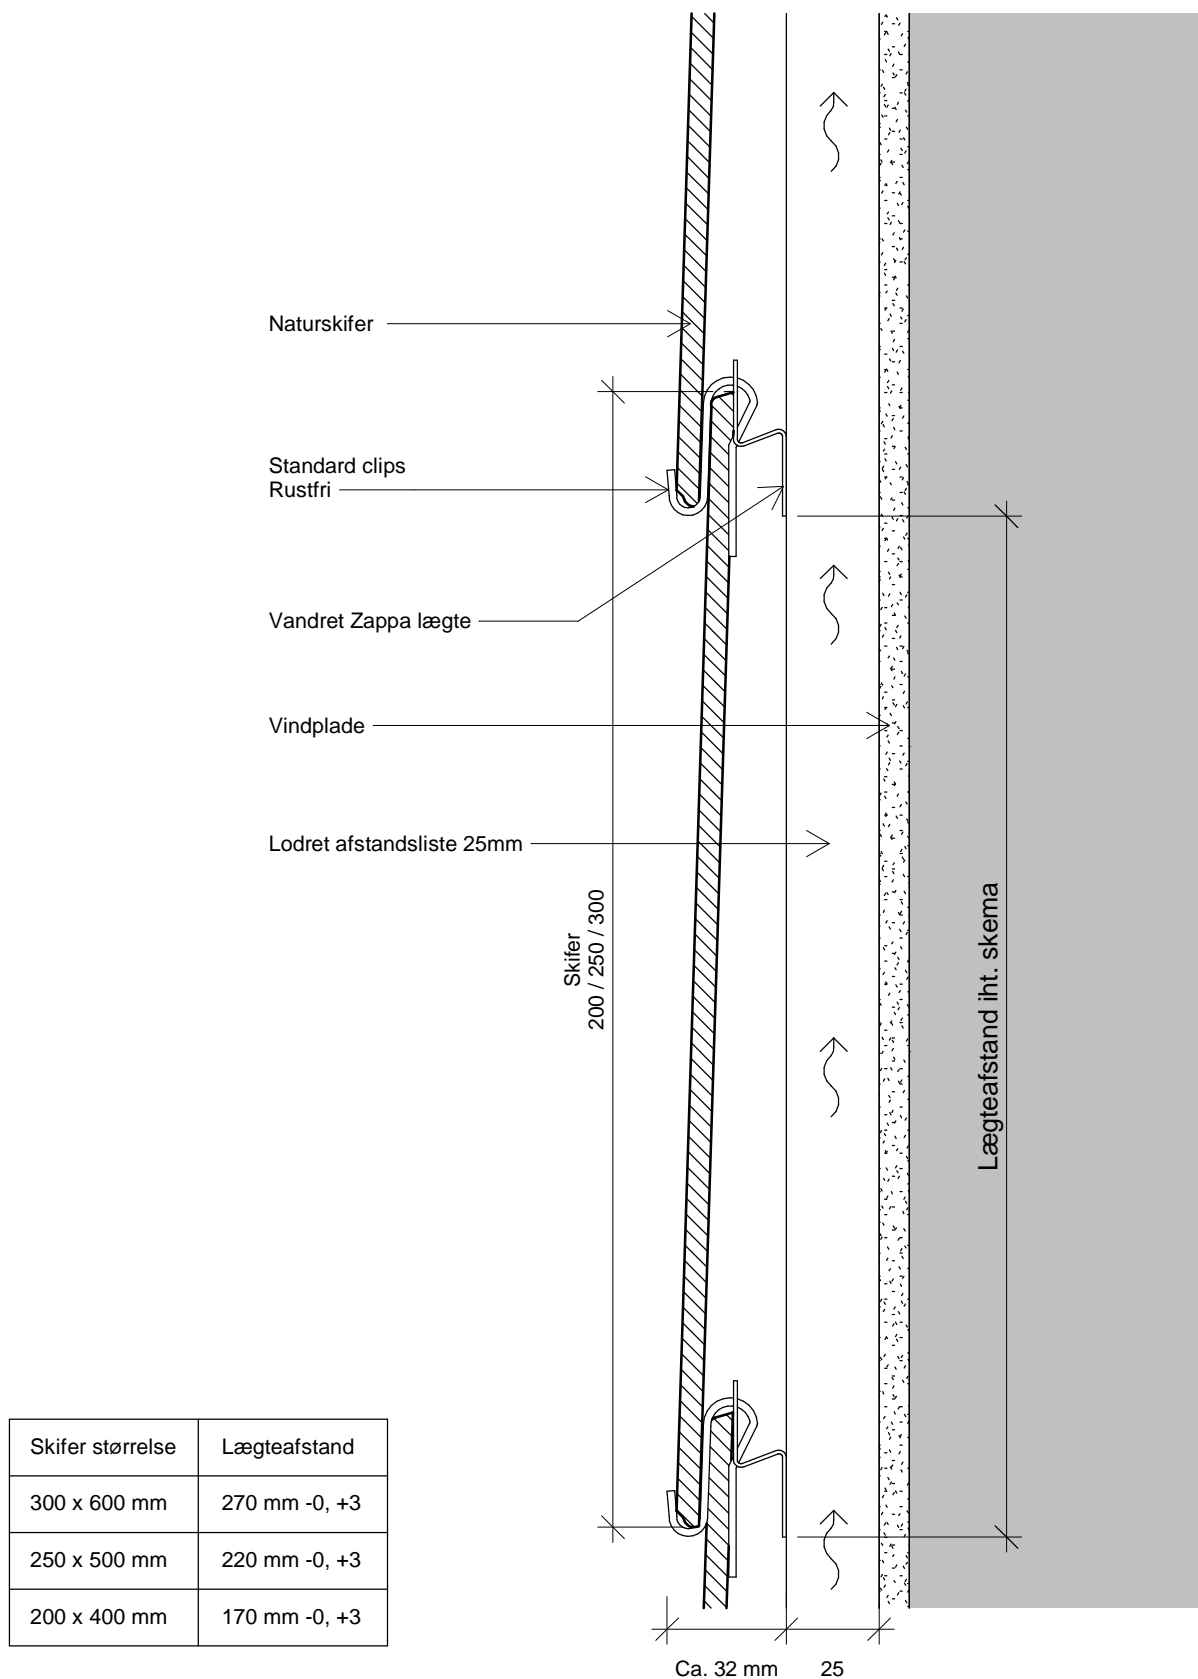 Naturskifer
Standard clips
Rustfri
Vandret Zappa lægte
Vindplade
Lodret afstandsliste 25mm
Skifer
200 / 250 / 300
Lægteafstand iht. skema
Skifer størrelse Lægteafstand
300 x 600 mm 270 mm -0, +3
250 x 500 mm 220 mm -0, +3
200 x 400 mm 170 mm -0, +3
Ca. 32 mm 25